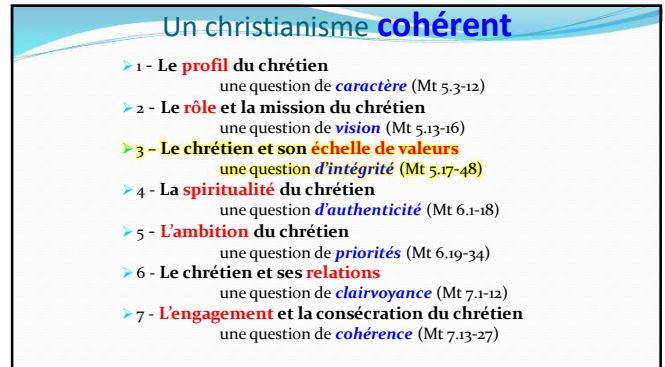 Un christianisme cohérent
➢ 1 - Le profil du chrétien
une question de caractère (Mt 5.3-12)
➢ 2 - Le rôle et la mission du chrétien
une question de vision (Mt 5.13-16)
➢ 3 – Le chrétien et son échelle de valeurs
une question d'intégrité (Mt 5.17-48)
➢ 4 - La spiritualité du chrétien
une question d'authenticité (Mt 6.1-18)
➢ 5 - L'ambition du chrétien
une question de priorités (Mt 6.19-34)
➢ 6 - Le chrétien et ses relations
une question de clairvoyance (Mt 7.1-12)
➢ 7 - L'engagement et la consécration du chrétien
une question de cohérence (Mt 7.13-27)